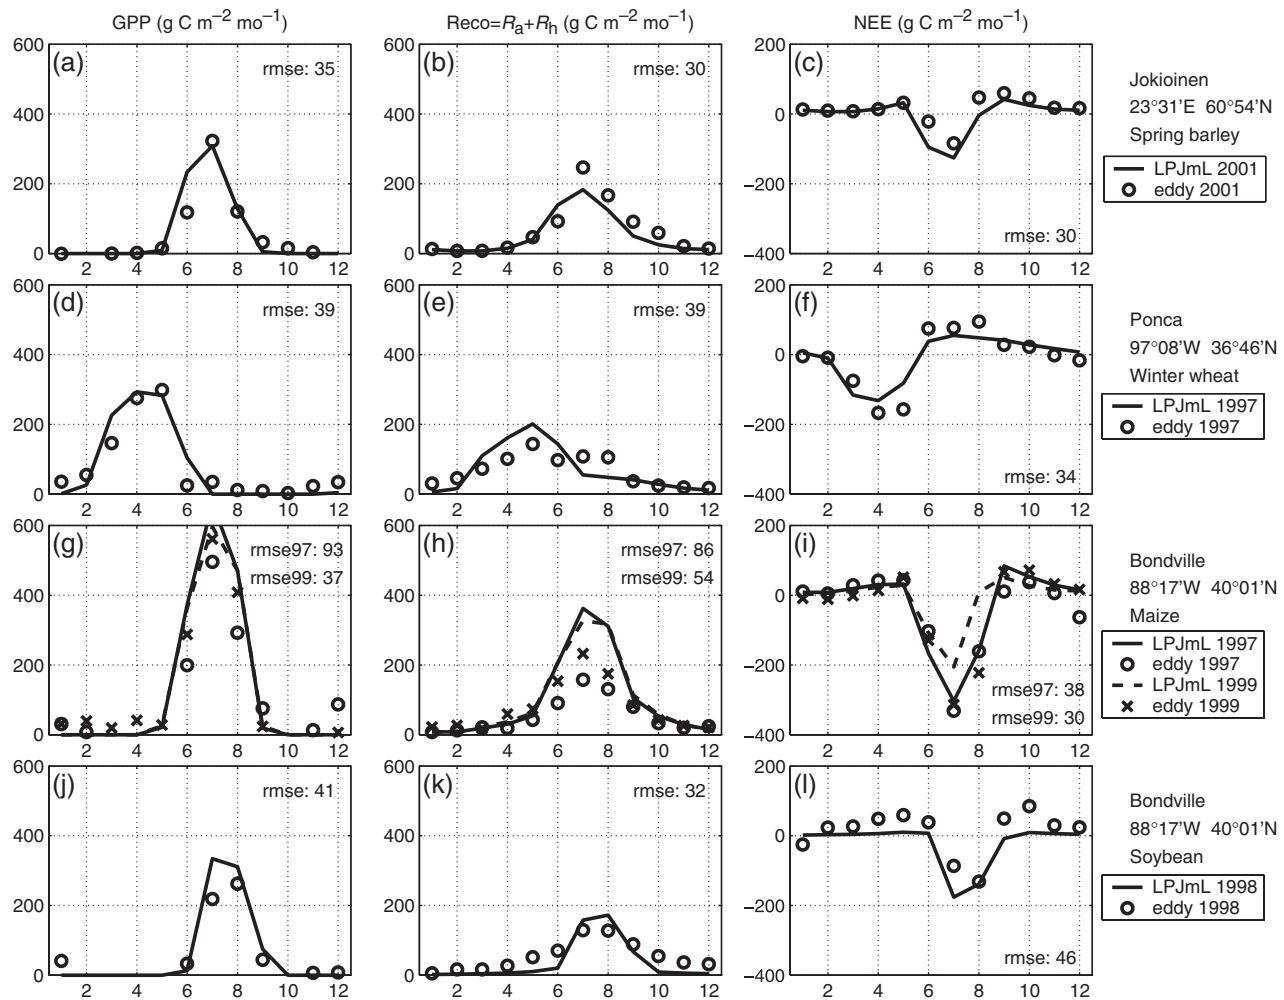 GPP (g C m−2 mo−1)
Reco=Ra+Rh (g C m−2 mo−1)
NEE (g C m−2 mo−1)
(a)
rmse: 35
600
400
200
0
2 4 6 8 10 12
(b)
rmse: 30
600
400
200
0
2 4 6 8 10 12
(c)
rmse: 30
200
0
−200
−400
2 4 6 8 10 12
Jokioinen
23°31'E 60°54'N
Spring barley
LPJmL 2001
eddy 2001
(d)
rmse: 39
600
400
200
0
2 4 6 8 10 12
(e)
rmse: 39
600
400
200
0
2 4 6 8 10 12
(f)
rmse: 34
200
0
−200
−400
2 4 6 8 10 12
Ponca
97°08'W 36°46'N
Winter wheat
LPJmL 1997
eddy 1997
(g)
rmse97: 93
rmse99: 37
600
400
200
0
2 4 6 8 10 12
(h)
rmse97: 86
rmse99: 54
600
400
200
0
2 4 6 8 10 12
(i)
rmse97: 38
rmse99: 30
200
0
−200
−400
2 4 6 8 10 12
Bondville
88°17'W 40°01'N
Maize
LPJmL 1997
eddy 1997
LPJmL 1999
eddy 1999
(j)
rmse: 41
600
400
200
0
2 4 6 8 10 12
(k)
rmse: 32
600
400
200
0
2 4 6 8 10 12
(l)
rmse: 46
200
0
−200
−400
2 4 6 8 10 12
Bondville
88°17'W 40°01'N
Soybean
LPJmL 1998
eddy 1998